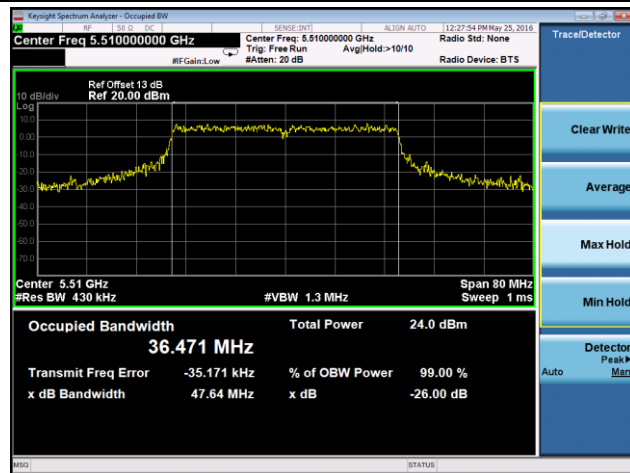 Keysight Spectrum Analyzer - Occupied BW
RF 50 Ω DC SENSE:INT ALIGN AUTO 12:27:54 PM May 25, 2016
Center Freq 5.510000000 GHz Center Freq: 5.510000000 GHz Radio Std: None
Trig: Free Run Avg|Hold:>10/10
#IFGain:Low #Atten: 20 dB Radio Device: BTS
Trace/Detector
Ref Offset 13 dB
10 dB/div Ref 20.00 dBm
Log
10.0
0.00
-10.0
-20.0
-30.0
-40.0
-50.0
-60.0
-70.0
Center 5.51 GHz Span 80 MHz
#Res BW 430 kHz #VBW 1.3 MHz Sweep 1 ms
Occupied Bandwidth Total Power 24.0 dBm
36.471 MHz
Transmit Freq Error -35.171 kHz % of OBW Power 99.00 %
x dB Bandwidth 47.64 MHz x dB -26.00 dB
Clear Write
Average
Max Hold
Min Hold
Detector
Peak
Auto Man
MSG STATUS